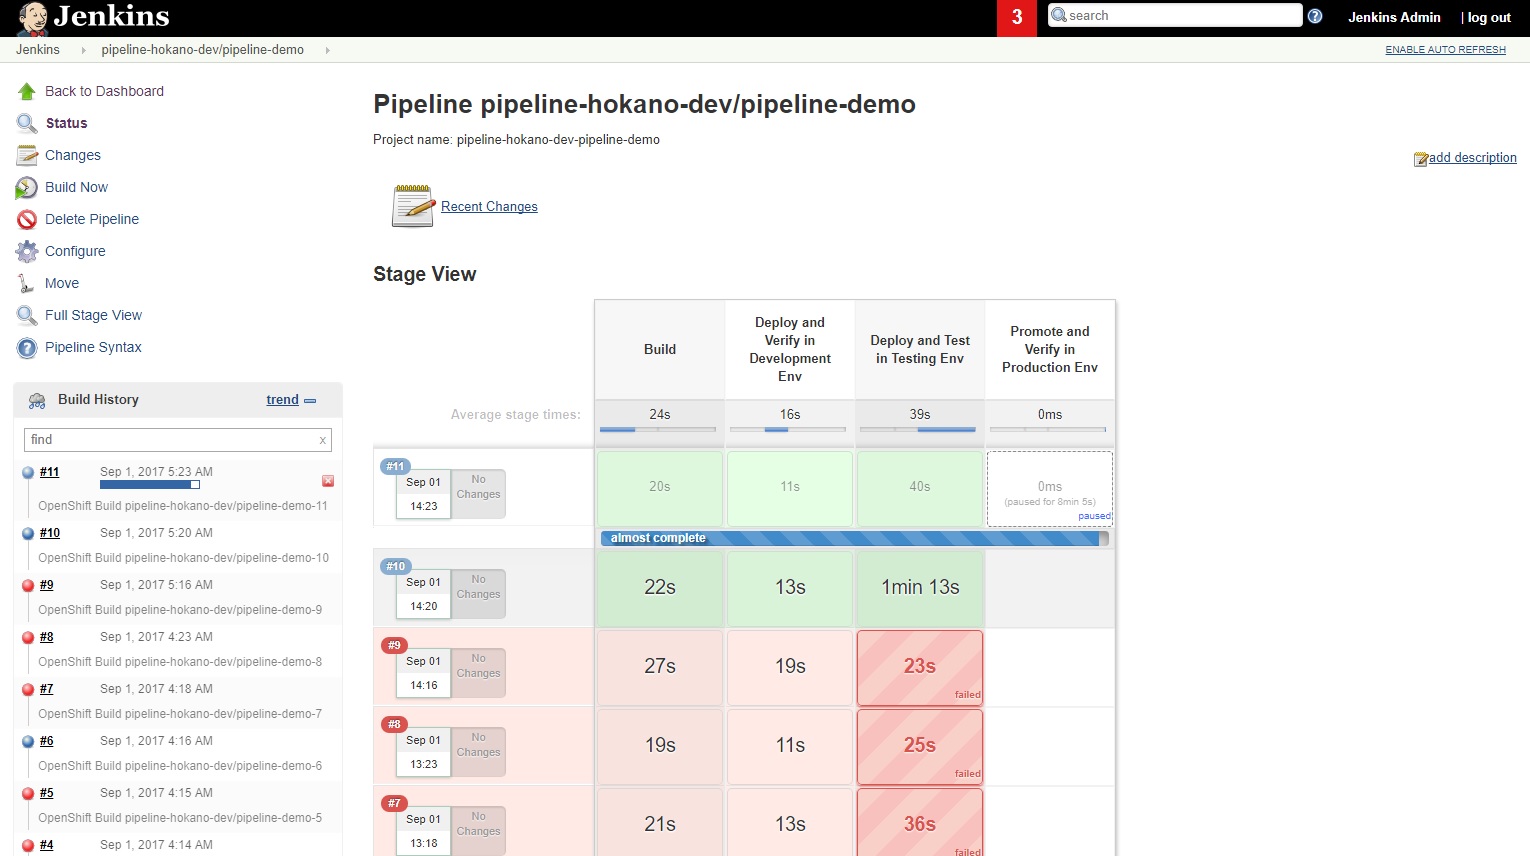 Jenkins
3
search
Jenkins Admin
| log out
Jenkins
pipeline-hokano-dev/pipeline-demo
ENABLE AUTO REFRESH
Back to Dashboard
Status
Changes
Build Now
Delete Pipeline
Configure
Move
Full Stage View
Pipeline Syntax
Build History
trend
find
x
#11 Sep 1, 2017 5:23 AM
OpenShift Build pipeline-hokano-dev/pipeline-demo-11
#10 Sep 1, 2017 5:20 AM
OpenShift Build pipeline-hokano-dev/pipeline-demo-10
#9 Sep 1, 2017 5:16 AM
OpenShift Build pipeline-hokano-dev/pipeline-demo-9
#8 Sep 1, 2017 4:23 AM
OpenShift Build pipeline-hokano-dev/pipeline-demo-8
#7 Sep 1, 2017 4:18 AM
OpenShift Build pipeline-hokano-dev/pipeline-demo-7
#6 Sep 1, 2017 4:16 AM
OpenShift Build pipeline-hokano-dev/pipeline-demo-6
#5 Sep 1, 2017 4:15 AM
OpenShift Build pipeline-hokano-dev/pipeline-demo-5
#4 Sep 1, 2017 4:14 AM
Pipeline pipeline-hokano-dev/pipeline-demo
Project name: pipeline-hokano-dev-pipeline-demo
add description
Recent Changes
Stage View
Build
Deploy and
Verify in
Development
Env
Deploy and Test
in Testing Env
Promote and
Verify in
Production Env
Average stage times:
24s
16s
39s
0ms
#11
Sep 01
14:23
No
Changes
20s
11s
40s
0ms
(paused for 8min 5s)
paused
almost complete
#10
Sep 01
14:20
No
Changes
22s
13s
1min 13s
#9
Sep 01
14:16
No
Changes
27s
19s
23s
failed
#8
Sep 01
13:23
No
Changes
19s
11s
25s
failed
#7
Sep 01
13:18
No
Changes
21s
13s
36s
failed